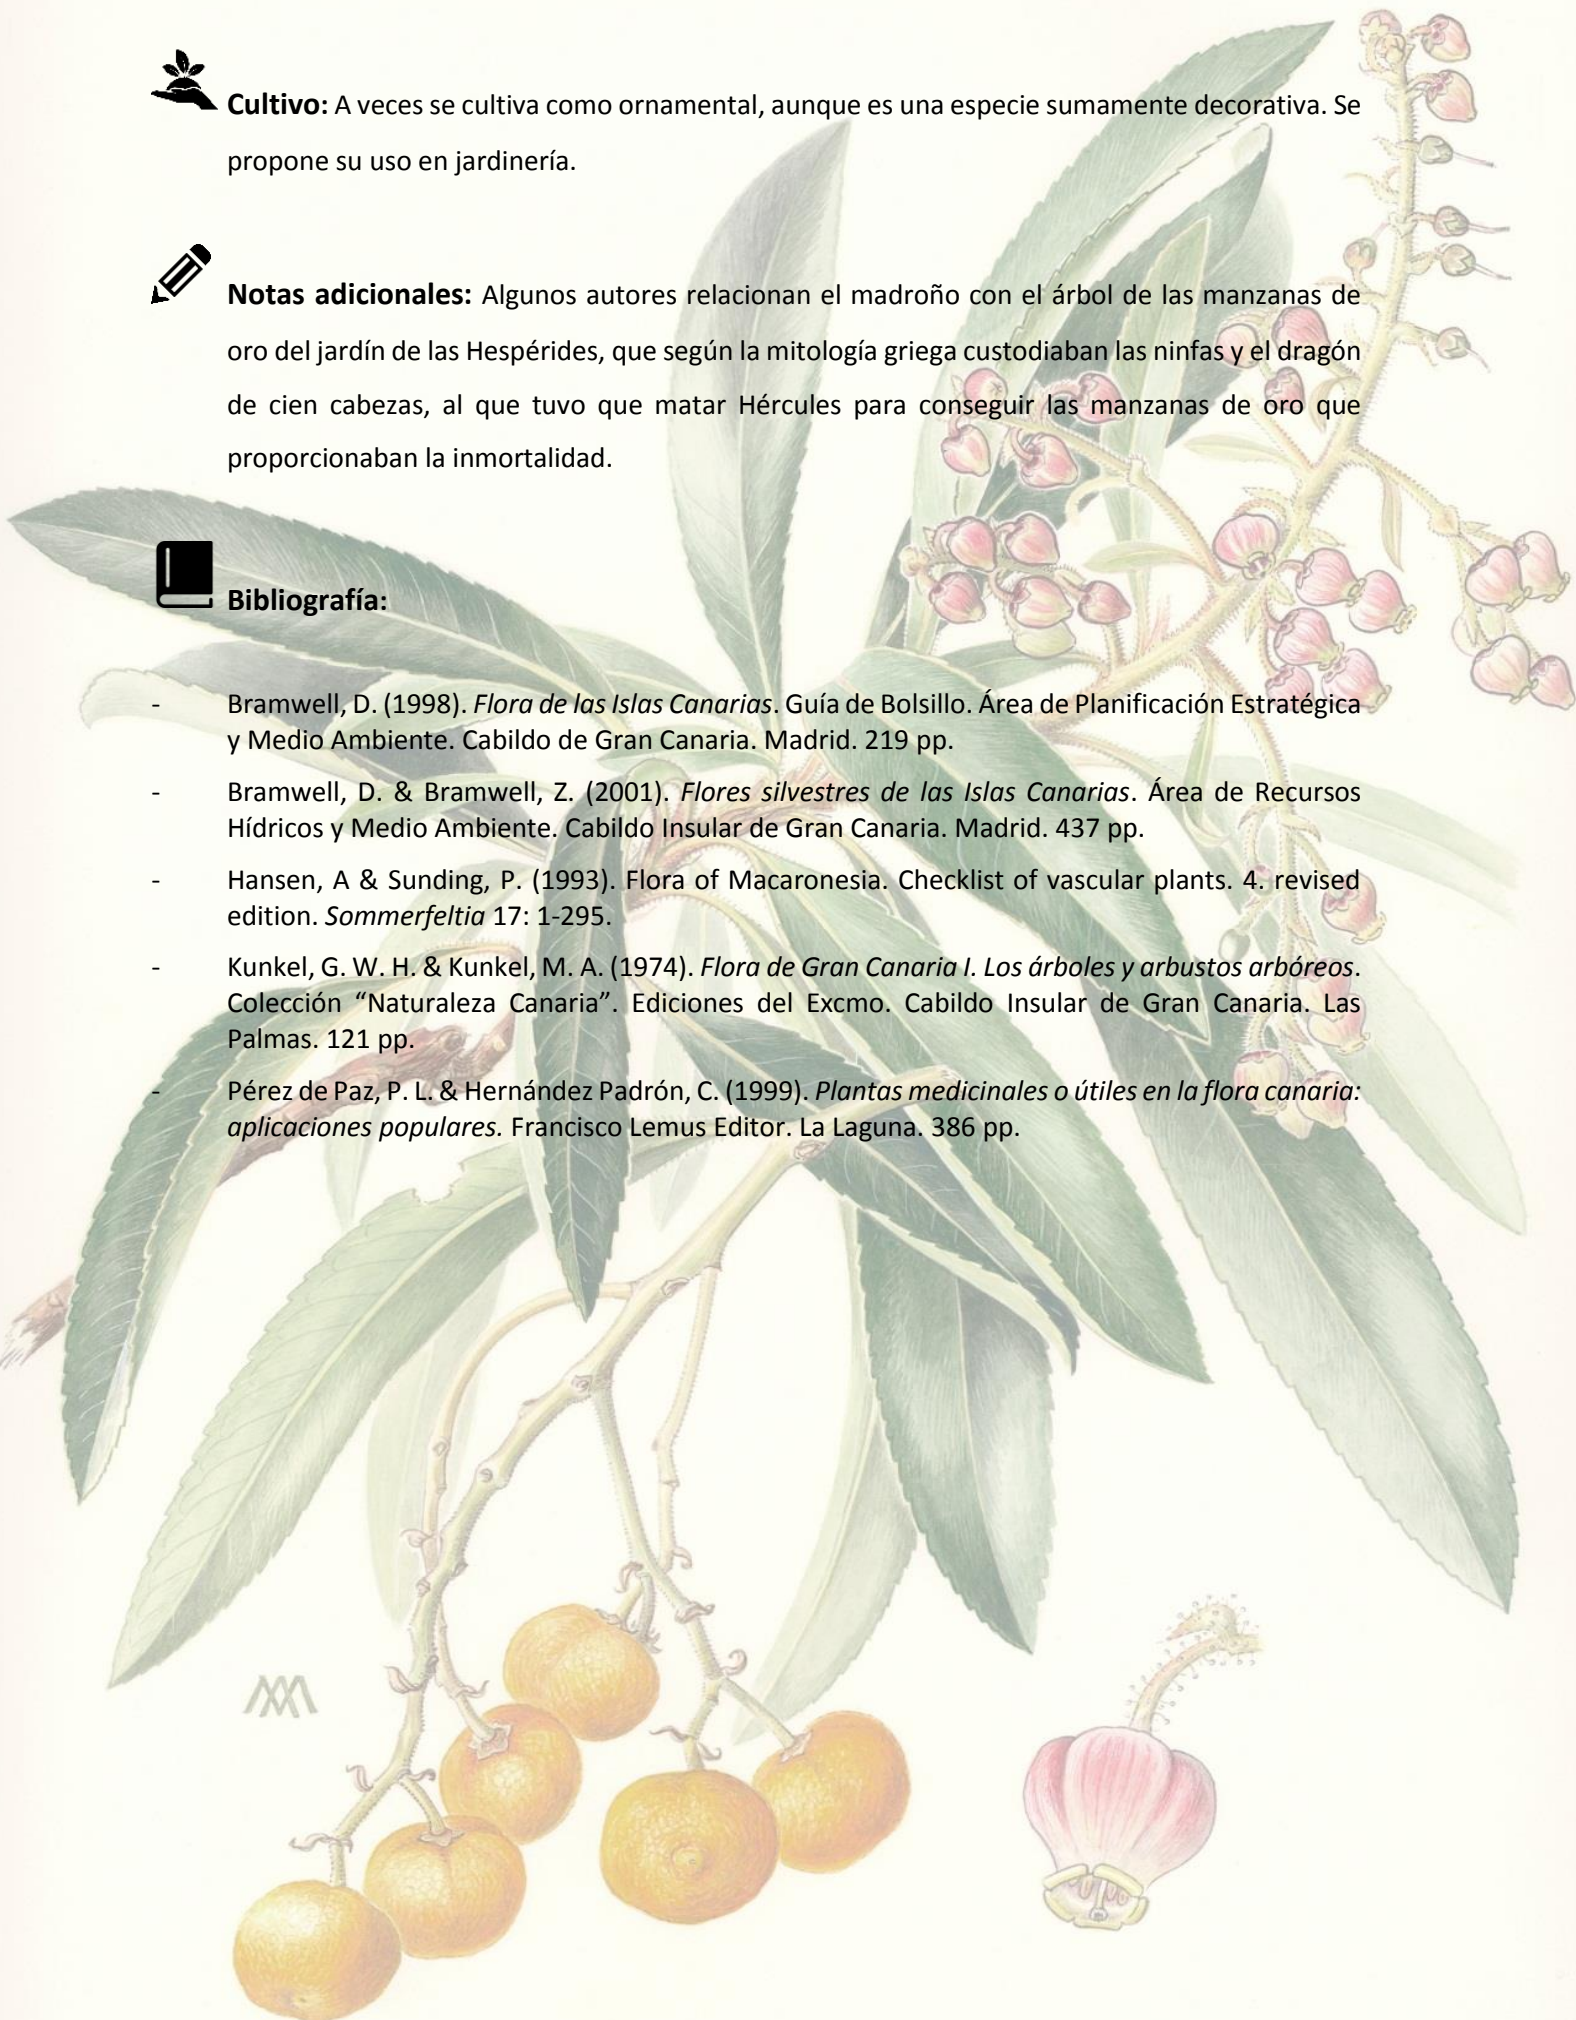 Cultivo: A veces se cultiva como ornamental, aunque es una especie sumamente decorativa. Se
propone su uso en jardinería.
Notas adicionales: Algunos autores relacionan el madroño con el árbol de las manzanas de
oro del jardín de las Hespérides, que según la mitología griega custodiaban las ninfas y el dragón
de cien cabezas, al que tuvo que matar Hércules para conseguir las manzanas de oro que
proporcionaban la inmortalidad.
Bibliografía:
- Bramwell, D. (1998). Flora de las Islas Canarias. Guía de Bolsillo. Área de Planificación Estratégica
y Medio Ambiente. Cabildo de Gran Canaria. Madrid. 219 pp.
- Bramwell, D. & Bramwell, Z. (2001). Flores silvestres de las Islas Canarias. Área de Recursos
Hídricos y Medio Ambiente. Cabildo Insular de Gran Canaria. Madrid. 437 pp.
- Hansen, A & Sunding, P. (1993). Flora of Macaronesia. Checklist of vascular plants. 4. revised
edition. Sommerfeltia 17: 1-295.
- Kunkel, G. W. H. & Kunkel, M. A. (1974). Flora de Gran Canaria I. Los árboles y arbustos arbóreos.
Colección “Naturaleza Canaria”. Ediciones del Excmo. Cabildo Insular de Gran Canaria. Las
Palmas. 121 pp.
- Pérez de Paz, P. L. & Hernández Padrón, C. (1999). Plantas medicinales o útiles en la flora canaria:
aplicaciones populares. Francisco Lemus Editor. La Laguna. 386 pp.